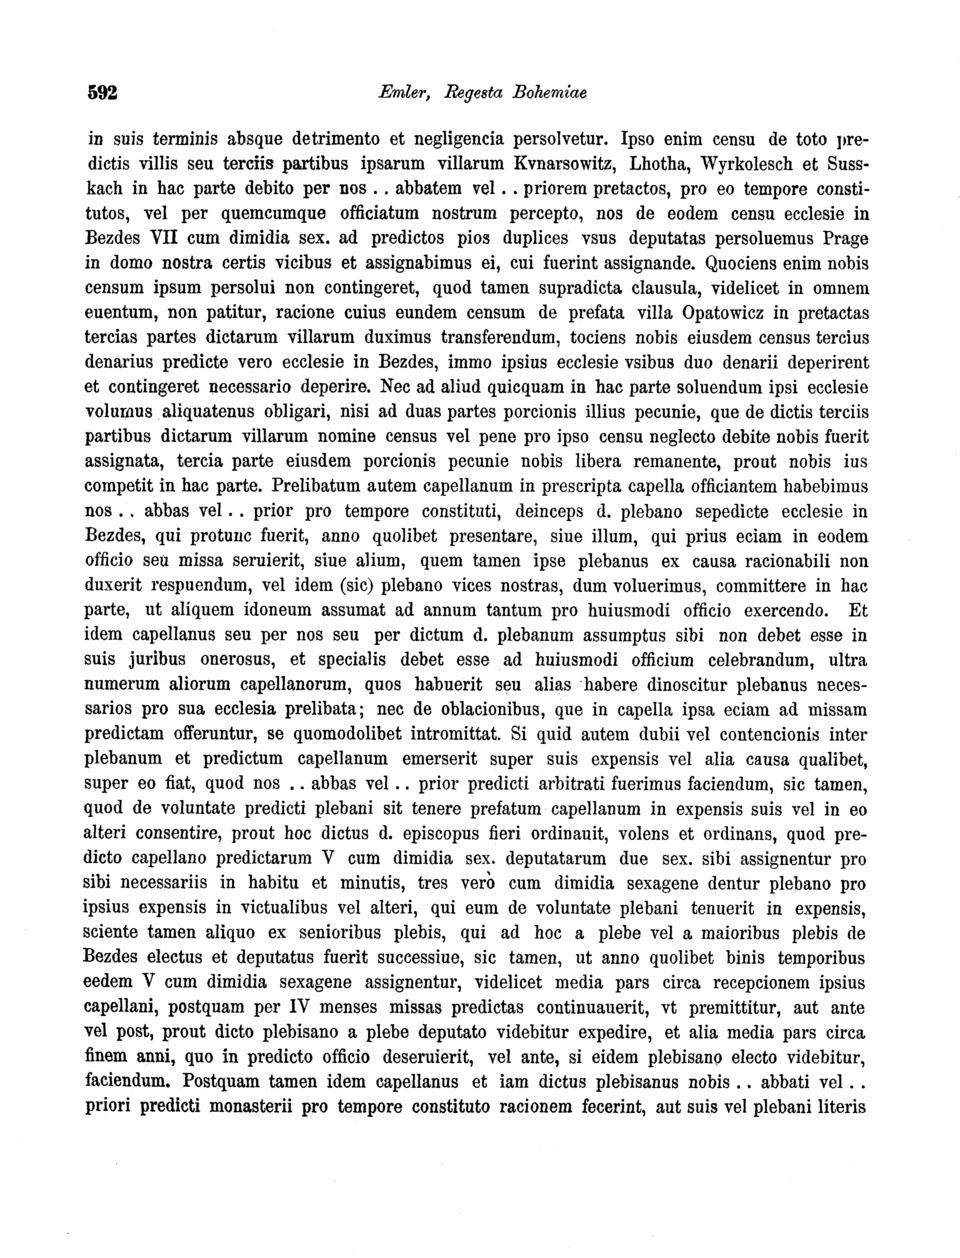 592 Emler, Regesta Bohemiae
in suis terminis absque detrimento et negligencia persolvetur. Ipso enim censu de toto pre-
dictis villis seu terciis partibus ipsarum villarum Kvnarsowitz, Lhotha, Wyrkolesch et Suss-
kach in hac parte debito per nos . . abbatem vel . . priorem pretactos, pro eo tempore consti-
tutos, vel per quemcumque officiatum nostrum percepto, nos de eodem censu ecclesie in
Bezdes VII cum dimidia sex. ad predictos pios duplices vsus deputatas persoluemus Prage
in domo nostra certis vicibus et assignabimus ei, cui fuerint assignande. Quociens enim nobis
censum ipsum persolui non contingeret, quod tamen supradicta clausula, videlicet in omnem
euentum, non patitur, racione cuius eundem censum de prefata villa Opatowicz in pretactas
tercias partes dictarum villarum duximus transferendum, tociens nobis eiusdem census tercius
denarius predicte vero ecclesie in Bezdes, immo ipsius ecclesie vsibus duo denarii deperirent
et contingeret necessario deperire. Nec ad aliud quicquam in hac parte soluendum ipsi ecclesie
volumus aliquatenus obligari, nisi ad duas partes porcionis illius pecunie, que de dictis terciis
partibus dictarum villarum nomine census vel pene pro ipso censu neglecto debite nobis fuerit
assignata, tercia parte eiusdem porcionis pecunie nobis libera remanente, prout nobis ius
competit in hac parte. Prelibatum autem capellanum in prescripta capella officiantem habebimus
nos . . abbas vel . . prior pro tempore constituti, deinceps d. plebano sepedicte ecclesie in
Bezdes, qui protunc fuerit, anno quolibet presentare, siue illum, qui prius eciam in eodem
officio seu missa seruierit, siue alium, quem tamen ipse plebanus ex causa racionabili non
duxerit respuendum, vel idem (sic) plebano vices nostras, dum voluerimus, committere in hac
parte, ut aliquem idoneum assumat ad annum tantum pro huiusmodi officio exercendo. Et
idem capellanus seu per nos seu per dictum d. plebanum assumptus sibi non debet esse in
suis juribus onerosus, et specialis debet esse ad huiusmodi officium celebrandum, ultra
numerum aliorum capellanorum, quos habuerit seu alias habere dinoscitur plebanus neces-
sarios pro sua ecclesia prelibata; nec de oblacionibus, que in capella ipsa eciam ad missam
predictam offeruntur, se quomodolibet intromittat. Si quid autem dubii vel contencionis inter
plebanum et predictum capellanum emerserit super suis expensis vel alia causa qualibet,
super eo fiat, quod nos . . abbas vel . . prior predicti arbitrati fuerimus faciendum, sic tamen,
quod de voluntate predicti plebani sit tenere prefatum capellanum in expensis suis vel in eo
alteri consentire, prout hoc dictus d. episcopus fieri ordinauit, volens et ordinans, quod pre-
dicto capellano predictarum V cum dimidia sex. deputatarum due sex. sibi assignentur pro
sibi necessariis in habitu et minutis, tres verò cum dimidia sexagene dentur plebano pro
ipsius expensis in victualibus vel alteri, qui eum de voluntate plebani tenuerit in expensis,
sciente tamen aliquo ex senioribus plebis, qui ad hoc a plebe vel a maioribus plebis de
Bezdes electus et deputatus fuerit successiue, sic tamen, ut anno quolibet binis temporibus
eedem V cum dimidia sexagene assignentur, videlicet media pars circa recepcionem ipsius
capellani, postquam per IV menses missas predictas continuauerit, vt premittitur, aut ante
vel post, prout dicto plebisano a plebe deputato videbitur expedire, et alia media pars circa
finem anni, quo in predicto officio deseruierit, vel ante, si eidem plebisano electo videbitur,
faciendum. Postquam tamen idem capellanus et iam dictus plebisanus nobis . . abbati vel . .
priori predicti monasterii pro tempore constituto racionem fecerint, aut suis vel plebani literis